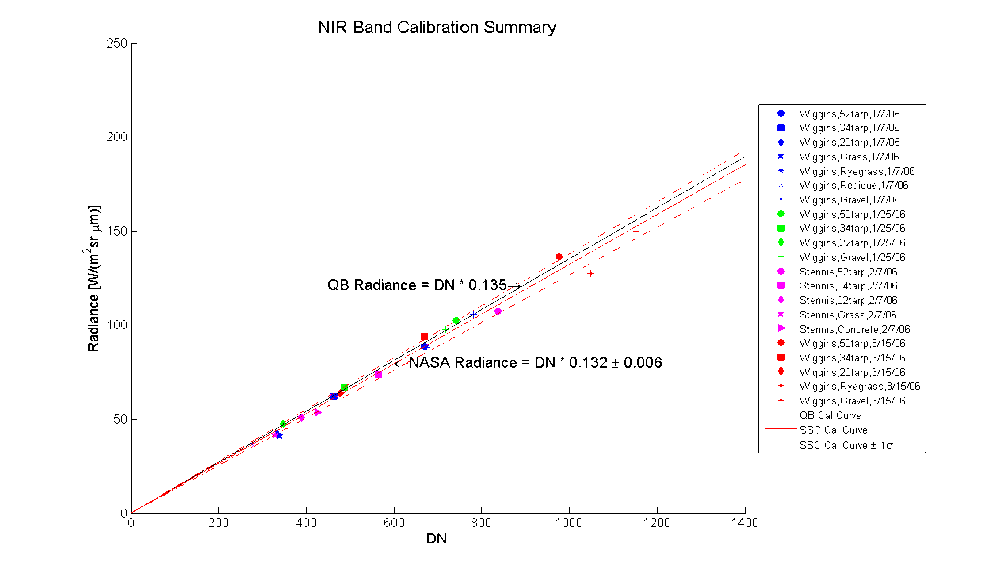 NIR Band Calibration Summary
250
200
150
100
50
0
Radiance [W/(m²sr µm)]
QB Radiance = DN * 0.135
NASA Radiance = DN * 0.132 ± 0.006
0
200
400
600
800
1000
1200
1400
DN
Wiggins,52tarp,1/7/06
Wiggins,34tarp,1/7/06
Wiggins,22tarp,1/7/06
Wiggins,Grass,1/7/06
Wiggins,Ryegrass,1/7/06
Wiggins, 1/7/06
Wiggins,Gravel,1/7/06
Wiggins,52tarp,1/25/06
Wiggins,34tarp,1/25/06
Wiggins,22tarp,1/25/06
Wiggins,Gravel,1/25/06
Stennis,52tarp,2/7/06
Stennis,34tarp,2/7/06
Stennis,22tarp,2/7/06
Stennis,Grass,2/7/06
Stennis,Concrete,2/7/06
Wiggins,52tarp,3/15/06
Wiggins,34tarp,3/15/06
Wiggins,22tarp,3/15/06
Wiggins,Ryegrass,3/15/06
Wiggins,Gravel,3/15/06
QB Cal Curve
SSC Cal Curve
SSC Cal Curve ± 1σ